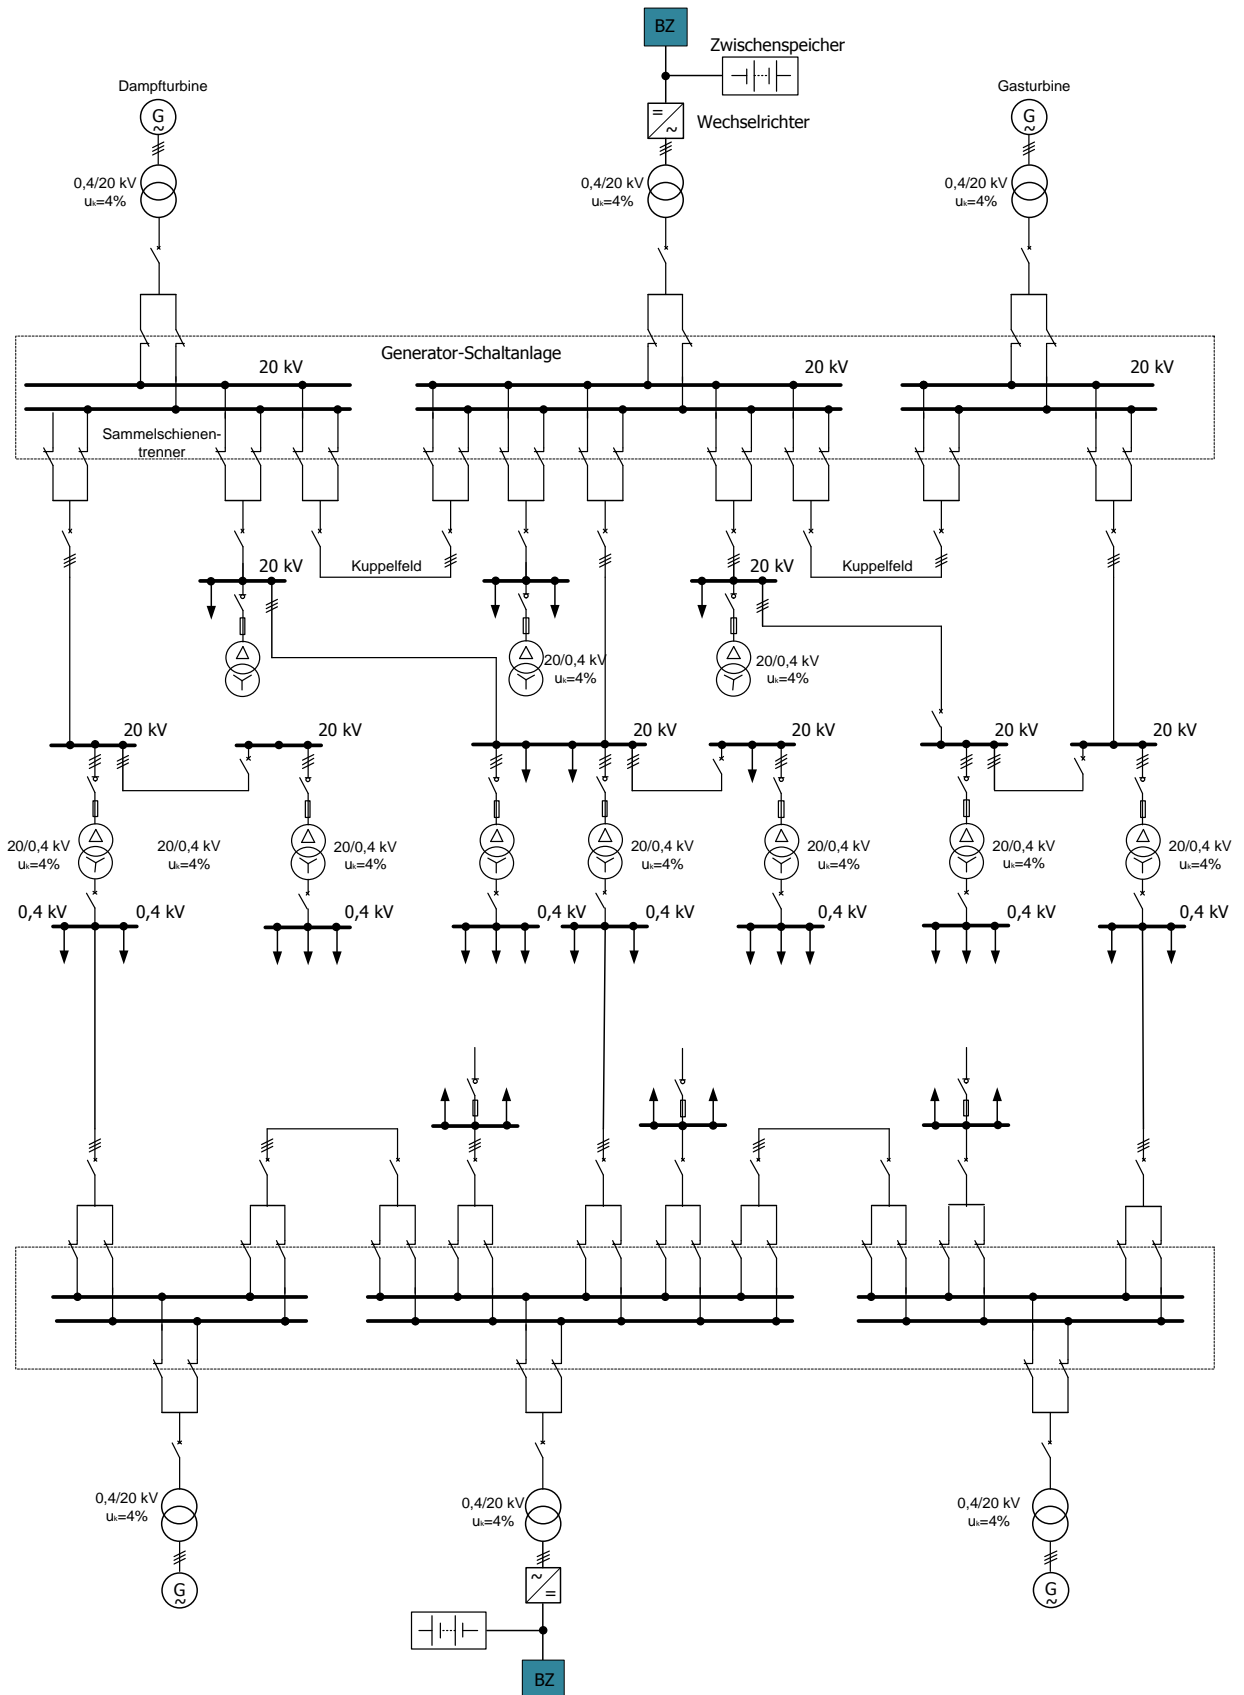 BZ
Zwischenspeicher
Dampfturbine
Gasturbine
G
~
=
~
Wechselrichter
G
~
0,4/20 kV
uk=4%
0,4/20 kV
uk=4%
0,4/20 kV
uk=4%
Generator-Schaltanlage
20 kV
20 kV
20 kV
Sammelschienen-
trenner
Kuppelfeld
Kuppelfeld
20 kV
20 kV
20/0,4 kV
uk=4%
20/0,4 kV
uk=4%
20 kV
20 kV
20 kV
20 kV
20 kV
20 kV
20/0,4 kV
uk=4%
20/0,4 kV
uk=4%
20/0,4 kV
uk=4%
20/0,4 kV
uk=4%
20/0,4 kV
uk=4%
20/0,4 kV
uk=4%
20/0,4 kV
uk=4%
0,4 kV
0,4 kV
0,4 kV
0,4 kV
0,4 kV
0,4 kV
0,4 kV
0,4 kV
0,4/20 kV
uk=4%
0,4/20 kV
uk=4%
0,4/20 kV
uk=4%
G
~
~
=
G
~
BZ